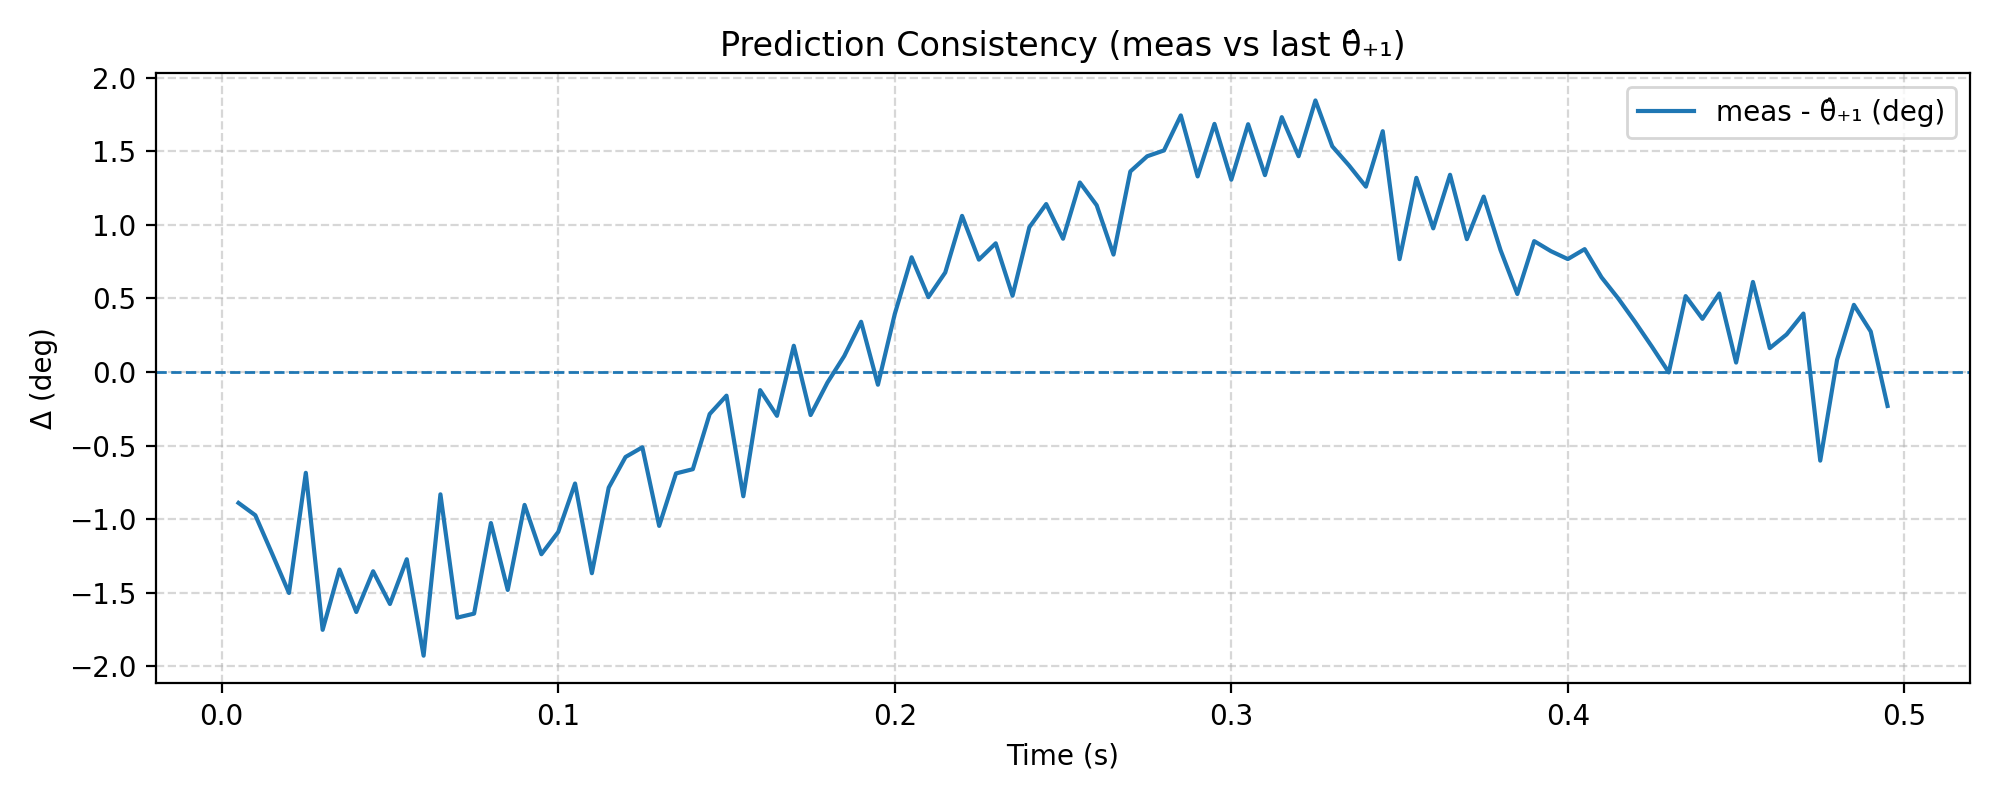 Prediction Consistency (meas vs last θ̂₊₁)
meas - θ̂₊₁ (deg)
Δ (deg)
2.0
1.5
1.0
0.5
0.0
−0.5
−1.0
−1.5
−2.0
0.0 0.1 0.2 0.3 0.4 0.5
Time (s)